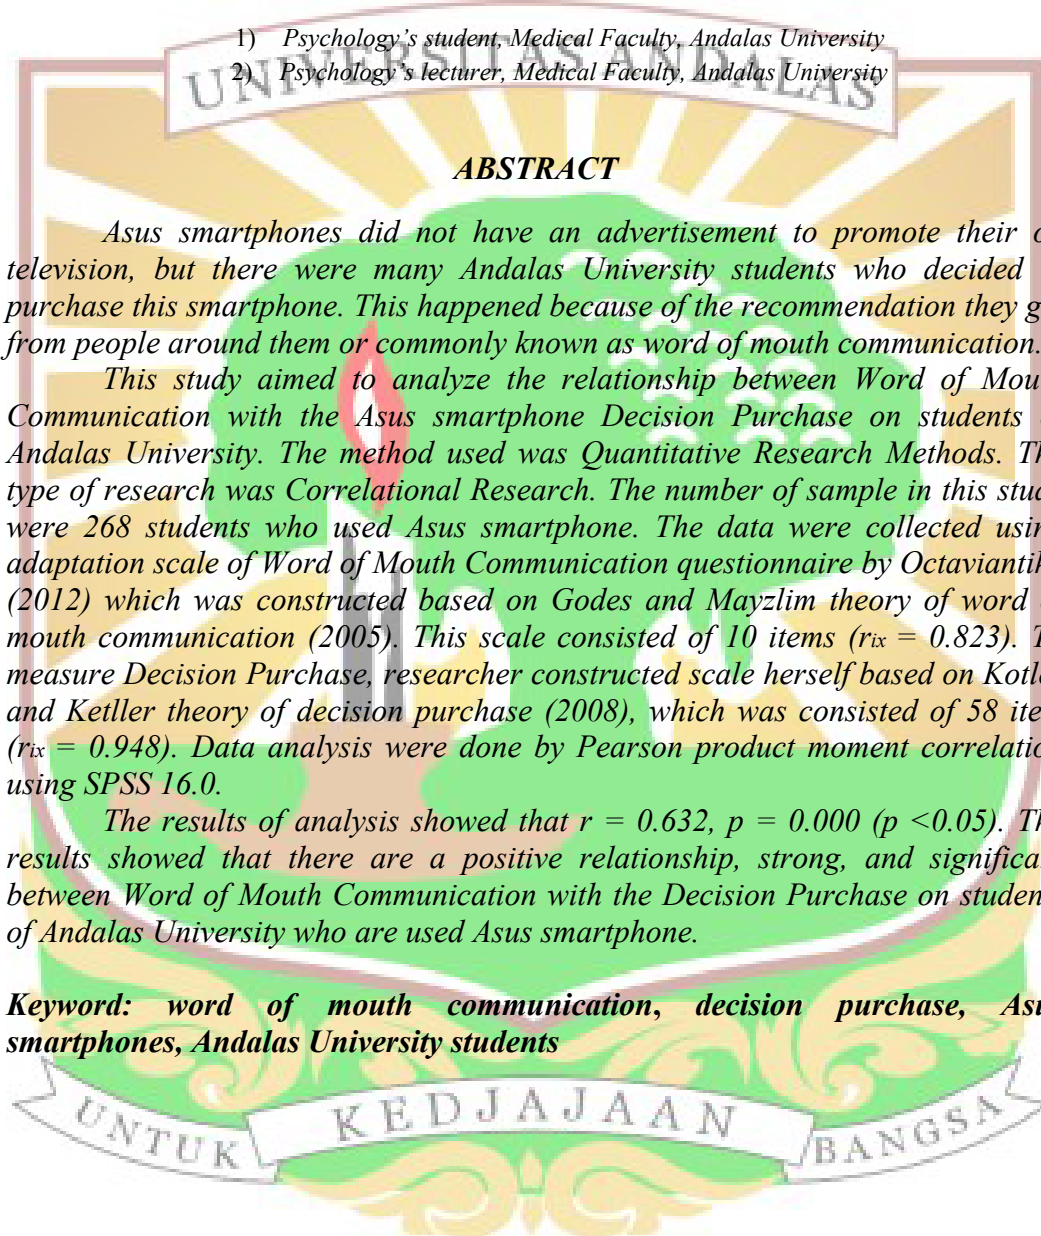 1) Psychology's student, Medical Faculty, Andalas University
UNIVERSITAS ANDALAS
2) Psychology's lecturer, Medical Faculty, Andalas University
ABSTRACT
Asus smartphones did not have an advertisement to promote their o
television, but there were many Andalas University students who decided
purchase this smartphone. This happened because of the recommendation they g
from people around them or commonly known as word of mouth communication.
This study aimed to analyze the relationship between Word of Mou
Communication with the Asus smartphone Decision Purchase on students
Andalas University. The method used was Quantitative Research Methods. Th
type of research was Correlational Research. The number of sample in this stud
were 268 students who used Asus smartphone. The data were collected usin
adaptation scale of Word of Mouth Communication questionnaire by Octaviantik
(2012) which was constructed based on Godes and Mayzlim theory of word
mouth communication (2005). This scale consisted of 10 items (rix = 0.823). T
measure Decision Purchase, researcher constructed scale herself based on Kotle
and Ketller theory of decision purchase (2008), which was consisted of 58 ite
(rix = 0.948). Data analysis were done by Pearson product moment correlatio
using SPSS 16.0.
The results of analysis showed that r = 0.632, p = 0.000 (p <0.05). Th
results showed that there are a positive relationship, strong, and significa
between Word of Mouth Communication with the Decision Purchase on studen
of Andalas University who are used Asus smartphone.
Keyword: word of mouth communication, decision purchase, Asu
smartphones, Andalas University students
UNTUK KEDJAJAAN BANGSA